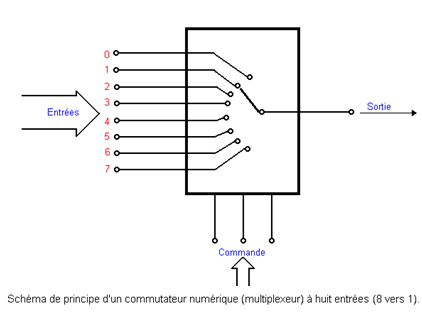 0
1
2
3
4
5
6
7
Entrées
Sortie
Commande
Schéma de principe d'un commutateur numérique (multiplexeur) à huit entrées (8 vers 1).